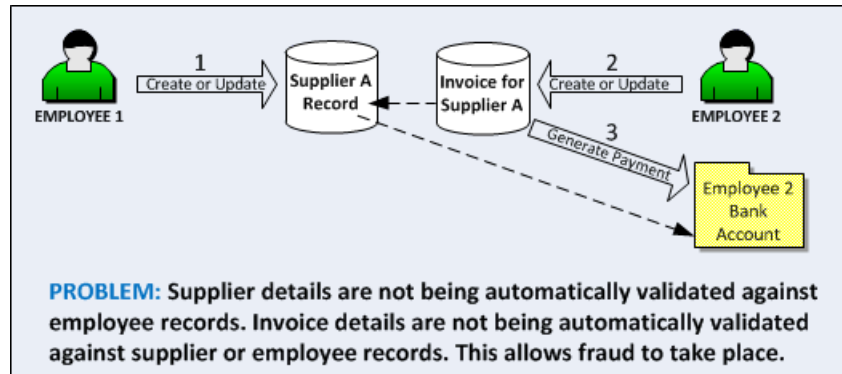 1
Create or Update
EMPLOYEE 1
Supplier A
Record
Invoice for
Supplier A
2
Create or Update
EMPLOYEE 2
3
Generate Payment
Employee 2
Bank
Account
PROBLEM: Supplier details are not being automatically validated against
employee records. Invoice details are not being automatically validated
against supplier or employee records. This allows fraud to take place.